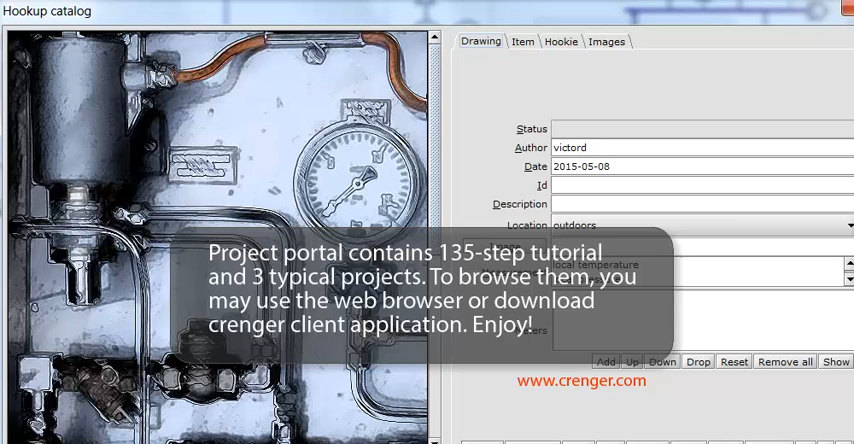 Hookup catalog
Drawing Item Hookie Images
Status
Author victord
Date 2015-05-08
Id
Description
Location outdoors
local temperature
Project portal contains 135-step tutorial
and 3 typical projects. To browse them, you
may use the web browser or download
crenger client application. Enjoy!
Add Up Down Drop Reset Remove all Show
www.crenger.com